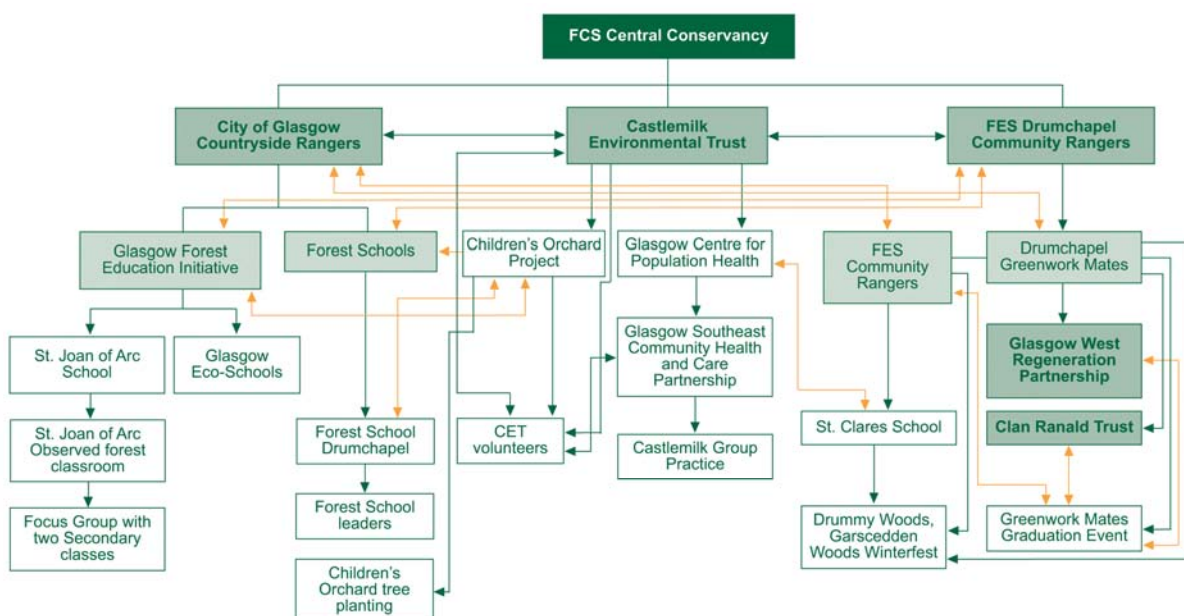 FCS Central Conservancy
City of Glasgow
Countryside Rangers
Castlemilk
Environmental Trust
FES Drumchapel
Community Rangers
Glasgow Forest
Education Initiative
Forest Schools
Children's Orchard
Project
Glasgow Centre for
Population Health
FES
Community
Rangers
Drumchapel
Greenwork Mates
St. Joan of Arc
School
Glasgow
Eco-Schools
Glasgow Southeast
Community Health
and Care
Partnership
Glasgow West
Regeneration
Partnership
St. Joan of Arc
Observed forest
classroom
Forest School
Drumchapel
CET
volunteers
Castlemilk Group
Practice
St. Clares School
Clan Ranald Trust
Focus Group with
two Secondary
classes
Forest School
leaders
Drummy Woods,
Garscedden
Woods Winterfest
Greenwork Mates
Graduation Event
Children's
Orchard tree
planting